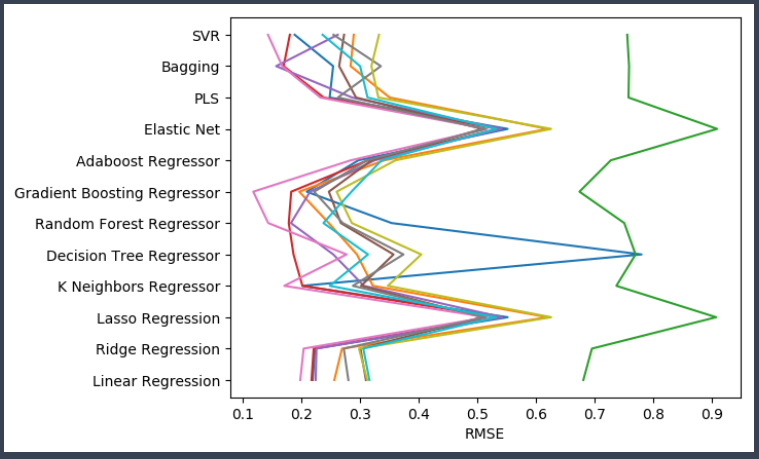 SVR
Bagging
PLS
Elastic Net
Adaboost Regressor
Gradient Boosting Regressor
Random Forest Regressor
Decision Tree Regressor
K Neighbors Regressor
Lasso Regression
Ridge Regression
Linear Regression
0.1 0.2 0.3 0.4 0.5 0.6 0.7 0.8 0.9
RMSE